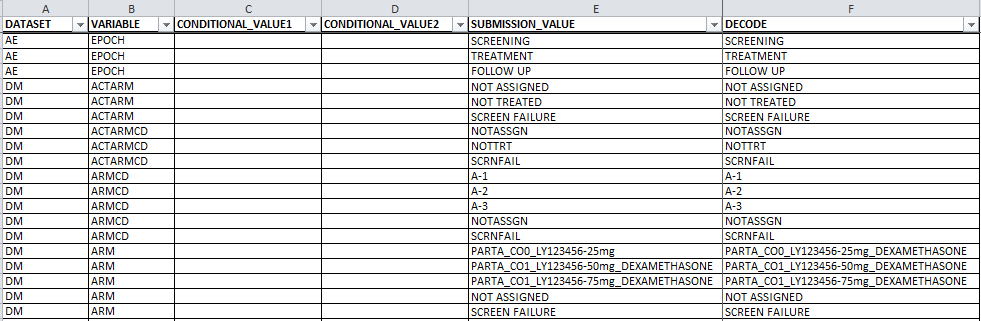 A B C D E F
DATASET VARIABLE CONDITIONAL_VALUE1 CONDITIONAL_VALUE2 SUBMISSION_VALUE DECODE
AE EPOCH SCREENING SCREENING
AE EPOCH TREATMENT TREATMENT
AE EPOCH FOLLOW UP FOLLOW UP
DM ACTARM NOT ASSIGNED NOT ASSIGNED
DM ACTARM NOT TREATED NOT TREATED
DM ACTARM SCREEN FAILURE SCREEN FAILURE
DM ACTARMCD NOTASSGN NOTASSGN
DM ACTARMCD NOTTRT NOTTRT
DM ACTARMCD SCRNFAIL SCRNFAIL
DM ARMCD A-1 A-1
DM ARMCD A-2 A-2
DM ARMCD A-3 A-3
DM ARMCD NOTASSGN NOTASSGN
DM ARMCD SCRNFAIL SCRNFAIL
DM ARM PARTA_CO0_LY123456-25mg PARTA_CO0_LY123456-25mg_DEXAMETHASONE
DM ARM PARTA_CO1_LY123456-50mg_DEXAMETHASONE PARTA_CO1_LY123456-50mg_DEXAMETHASONE
DM ARM PARTA_CO1_LY123456-75mg_DEXAMETHASONE PARTA_CO1_LY123456-75mg_DEXAMETHASONE
DM ARM NOT ASSIGNED NOT ASSIGNED
DM ARM SCREEN FAILURE SCREEN FAILURE